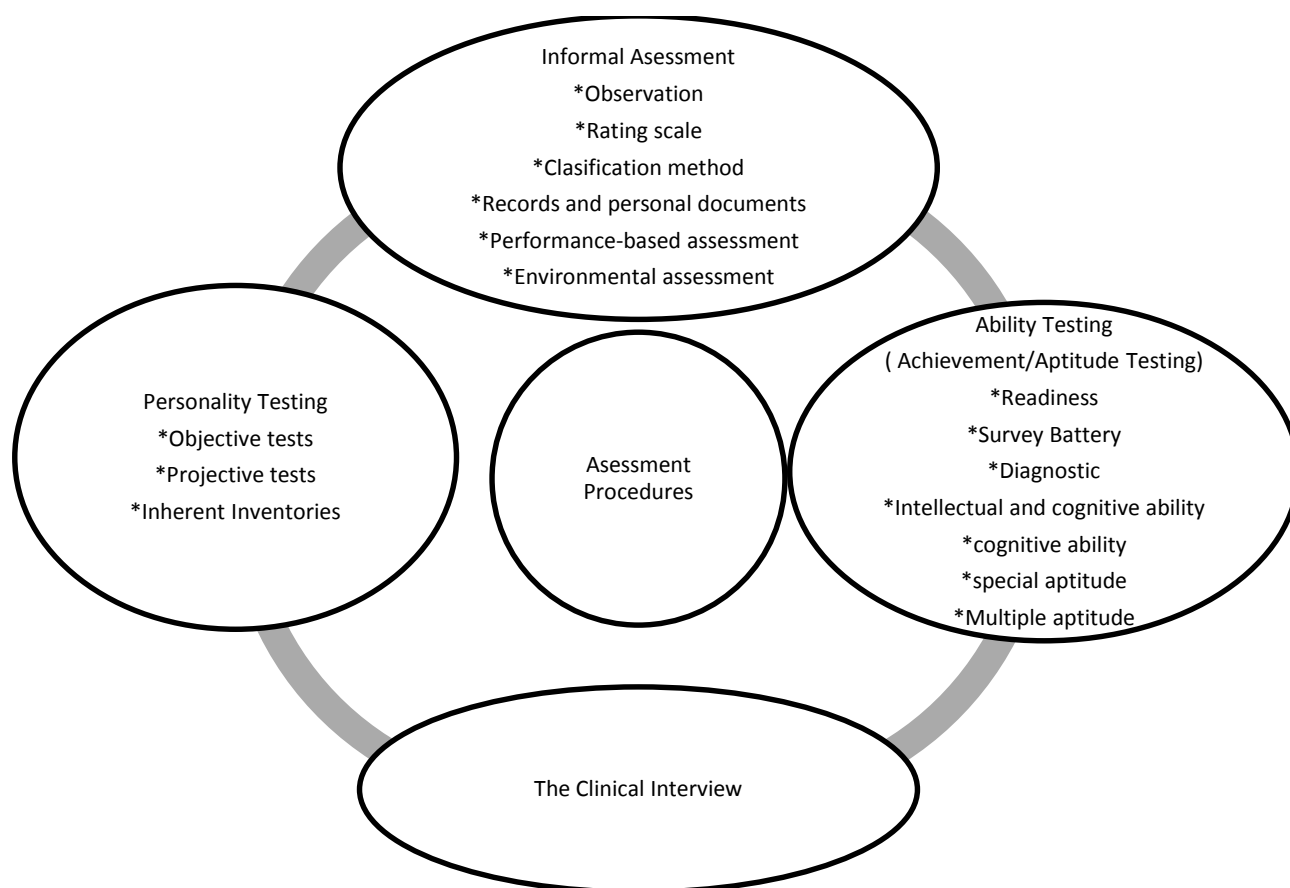 Informal Asessment
*Observation
*Rating scale
*Clasification method
*Records and personal documents
*Performance-based assessment
*Environmental assessment
Ability Testing
( Achievement/Aptitude Testing)
*Readiness
*Survey Battery
*Diagnostic
*Intellectual and cognitive ability
*cognitive ability
*special aptitude
*Multiple aptitude
Personality Testing
*Objective tests
*Projective tests
*Inherent Inventories
Asessment
Procedures
The Clinical Interview